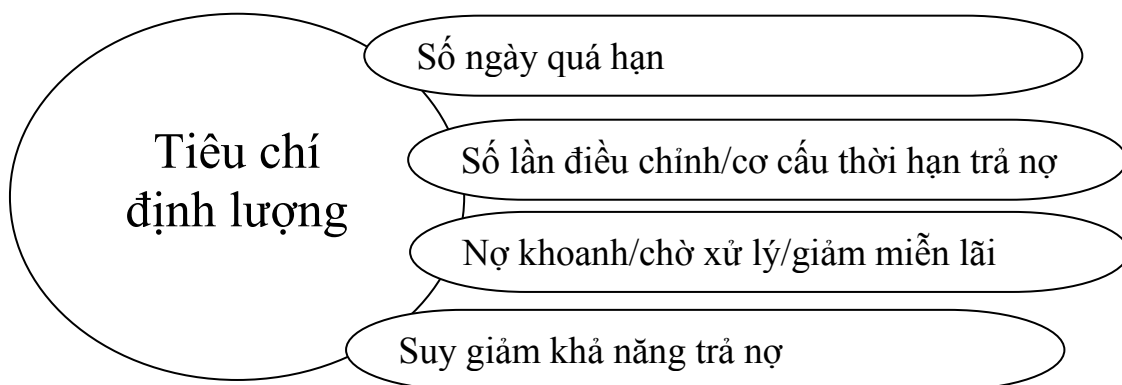 Tiêu chí
định lượng
Số ngày quá hạn
Số lần điều chỉnh/cơ cấu thời hạn trả nợ
Nợ khoanh/chờ xử lý/giảm miễn lãi
Suy giảm khả năng trả nợ